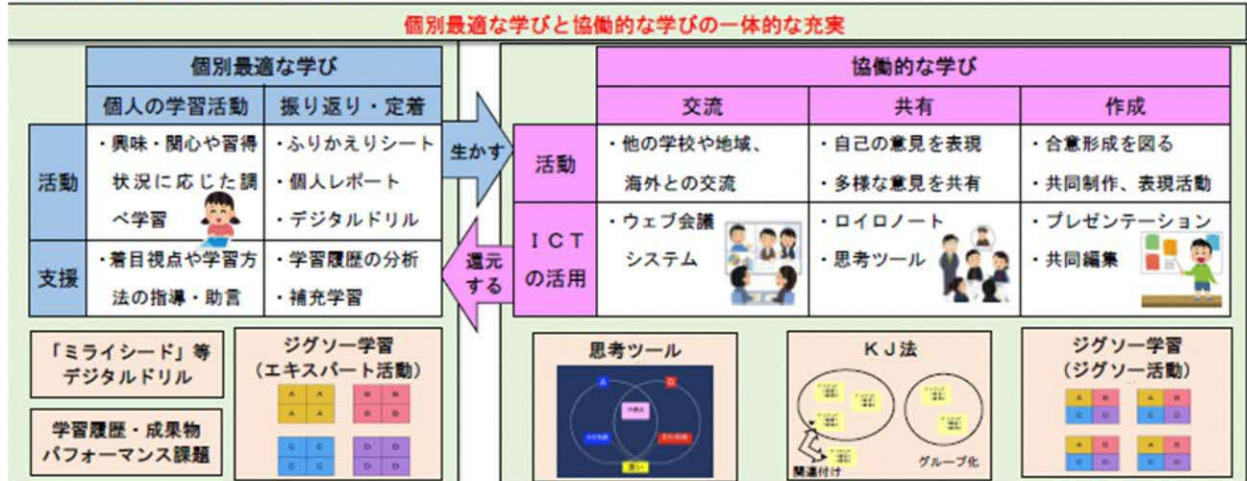 個別最適な学びと協働的な学びの一体的な充実
個別最適な学び
個人の学習活動
振り返り・定着
活動
・興味・関心や習得
状況に応じた調
べ学習
・ふりかえりシート
・個人レポート
・デジタルドリル
支援
・着目視点や学習方
法の指導・助言
・学習履歴の分析
・補充学習
生かす
還元
する
協働的な学び
交流
共有
作成
活動
・他の学校や地域、
海外との交流
・自己の意見を表現
・多様な意見を共有
・合意形成を図る
・共同制作、表現活動
ICT
の活用
・ウェブ会議
システム
・ロイロノート
・思考ツール
・プレゼンテーション
・共同編集
「ミライシード」等
デジタルドリル
学習履歴・成果物
パフォーマンス課題
ジグソー学習
(エキスパート活動)
A A B B
A A B B
C C D D
C C D D
思考ツール
KJ法
関連付け
グループ化
ジグソー学習
(ジグソー活動)
A B A B
C D C D
A B A B
C D C D